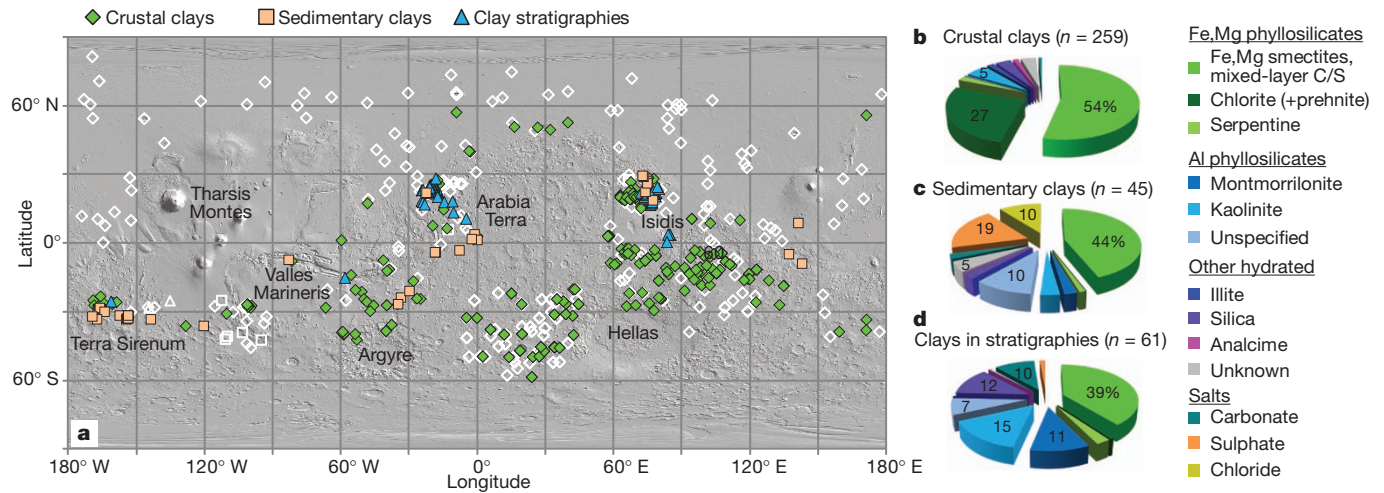 Crustal clays
Sedimentary clays
Clay stratigraphies
60° N
0°
60° S
Latitude
Tharsis
Montes
Arabia
Terra
Isidis
Valles
Marineris
Terra Sirenum
Argyre
Hellas
a
180° W
120° W
60° W
0°
60° E
120° E
180° E
Longitude
b Crustal clays (n = 259)
5
27
54%
c Sedimentary clays (n = 45)
10
19
5
10
44%
d
Clays in stratigraphies (n = 61)
10
12
7
15
11
39%
Fe,Mg phyllosilicates
Fe,Mg smectites,
mixed-layer C/S
Chlorite (+prehnite)
Serpentine
Al phyllosilicates
Montmorrilonite
Kaolinite
Unspecified
Other hydrated
Illite
Silica
Analcime
Unknown
Salts
Carbonate
Sulphate
Chloride